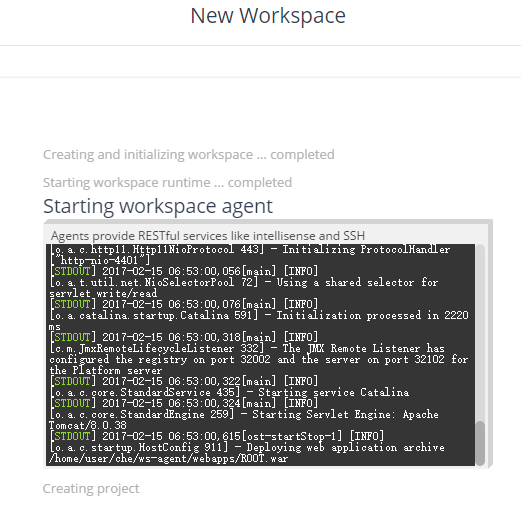 New Workspace
Creating and initializing workspace ... completed
Starting workspace runtime ... completed
Starting workspace agent
Agents provide RESTful services like intellisense and SSH
[o.a.c.http11.Http11NioProtocol 443] - Initializing ProtocolHandler
["http-nio-4401"]
[STDOUT] 2017-02-15 06:53:00,056[main] [INFO]
[o.a.t.util.net.NioSelectorPool 72] - Using a shared selector for
servlet write/read
[STDOUT] 2017-02-15 06:53:00,076[main] [INFO]
[o.a.catalina.startup.Catalina 591] - Initialization processed in 2220
ms
[STDOUT] 2017-02-15 06:53:00,318[main] [INFO]
[c.m.JmxRemoteLifecycleListener 332] - The JMX Remote Listener has
configured the registry on port 32002 and the server on port 32102 for
the Platform server
[STDOUT] 2017-02-15 06:53:00,322[main] [INFO]
[o.a.c.core.StandardService 435] - Starting service Catalina
[STDOUT] 2017-02-15 06:53:00,324[main] [INFO]
[o.a.c.core.StandardEngine 259] - Starting Servlet Engine: Apache
Tomcat/8.0.38
[STDOUT] 2017-02-15 06:53:00,615[ost-startStop-1] [INFO]
[o.a.c.startup.HostConfig 911] - Deploying web application archive
/home/user/che/ws-agent/webapps/ROOT.war
Creating project